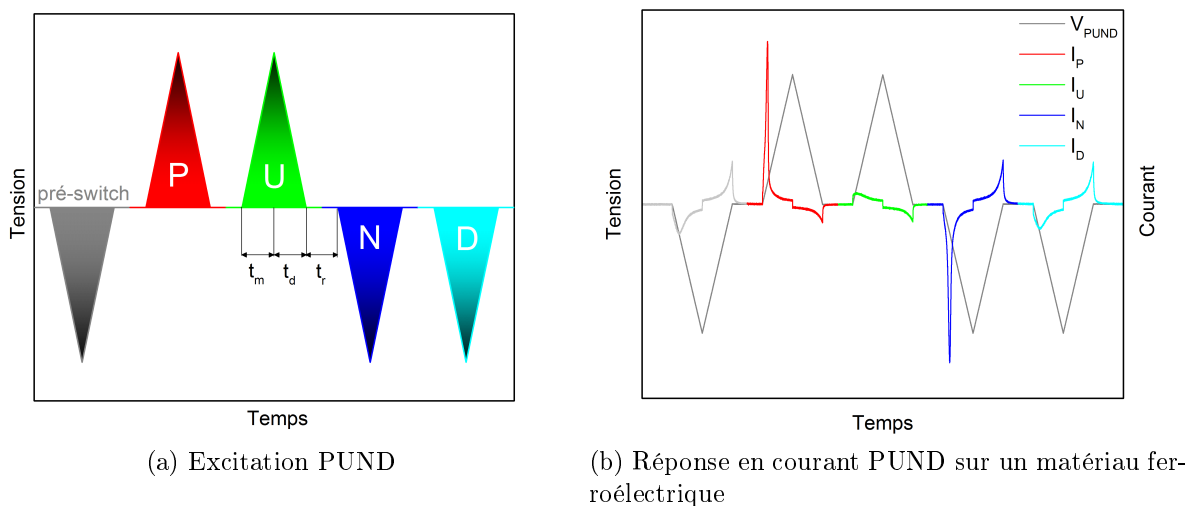 Tension
pré-switch
P
U
N
D
t_m
t_d
t_r
Temps
(a) Excitation PUND
Tension
V_PUND
I_P
I_U
I_N
I_D
Courant
Temps
(b) Réponse en courant PUND sur un matériau fer-
roélectrique